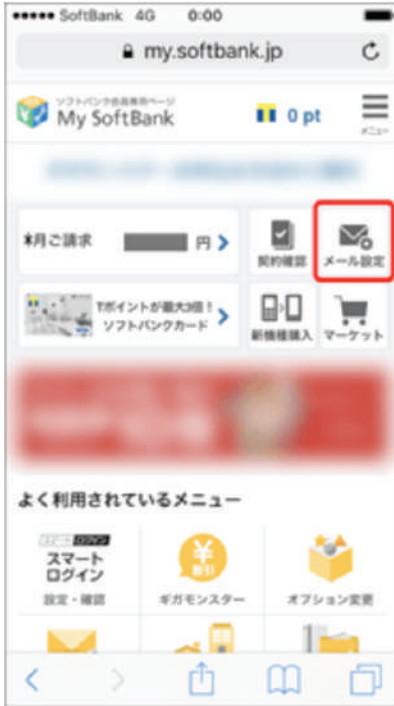 SoftBank 4G 0:00
my.softbank.jp
ソフトバンク会員専用ページ
My SoftBank
0 pt
メニュー
*月ご請求 円
契約確認
メール設定
Tポイントが最大3倍!
ソフトバンクカード
新機種購入
マーケット
よく利用されているメニュー
スマート
ログイン
設定・確認
¥
割引
ギガモンスター
オプション変更